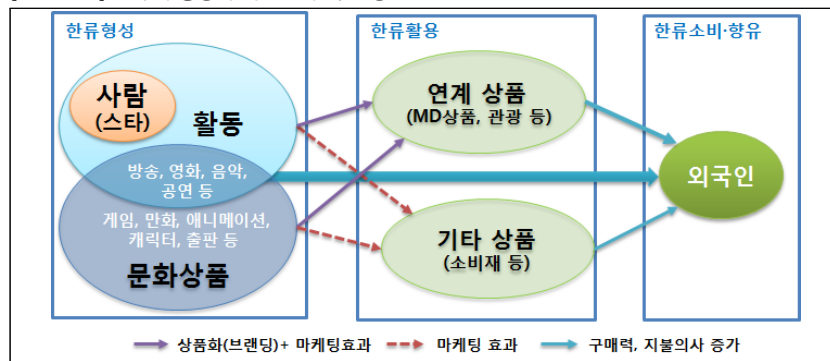 한류형성
한류활용
한류소비·향유
사람
(스타)
활동
방송, 영화, 음악,
공연 등
게임, 만화, 애니메이션,
캐릭터, 출판 등
문화상품
연계 상품
(MD상품, 관광 등)
기타 상품
(소비재 등)
외국인
상품화(브랜딩)+ 마케팅효과
마케팅 효과
구매력, 지불의사 증가